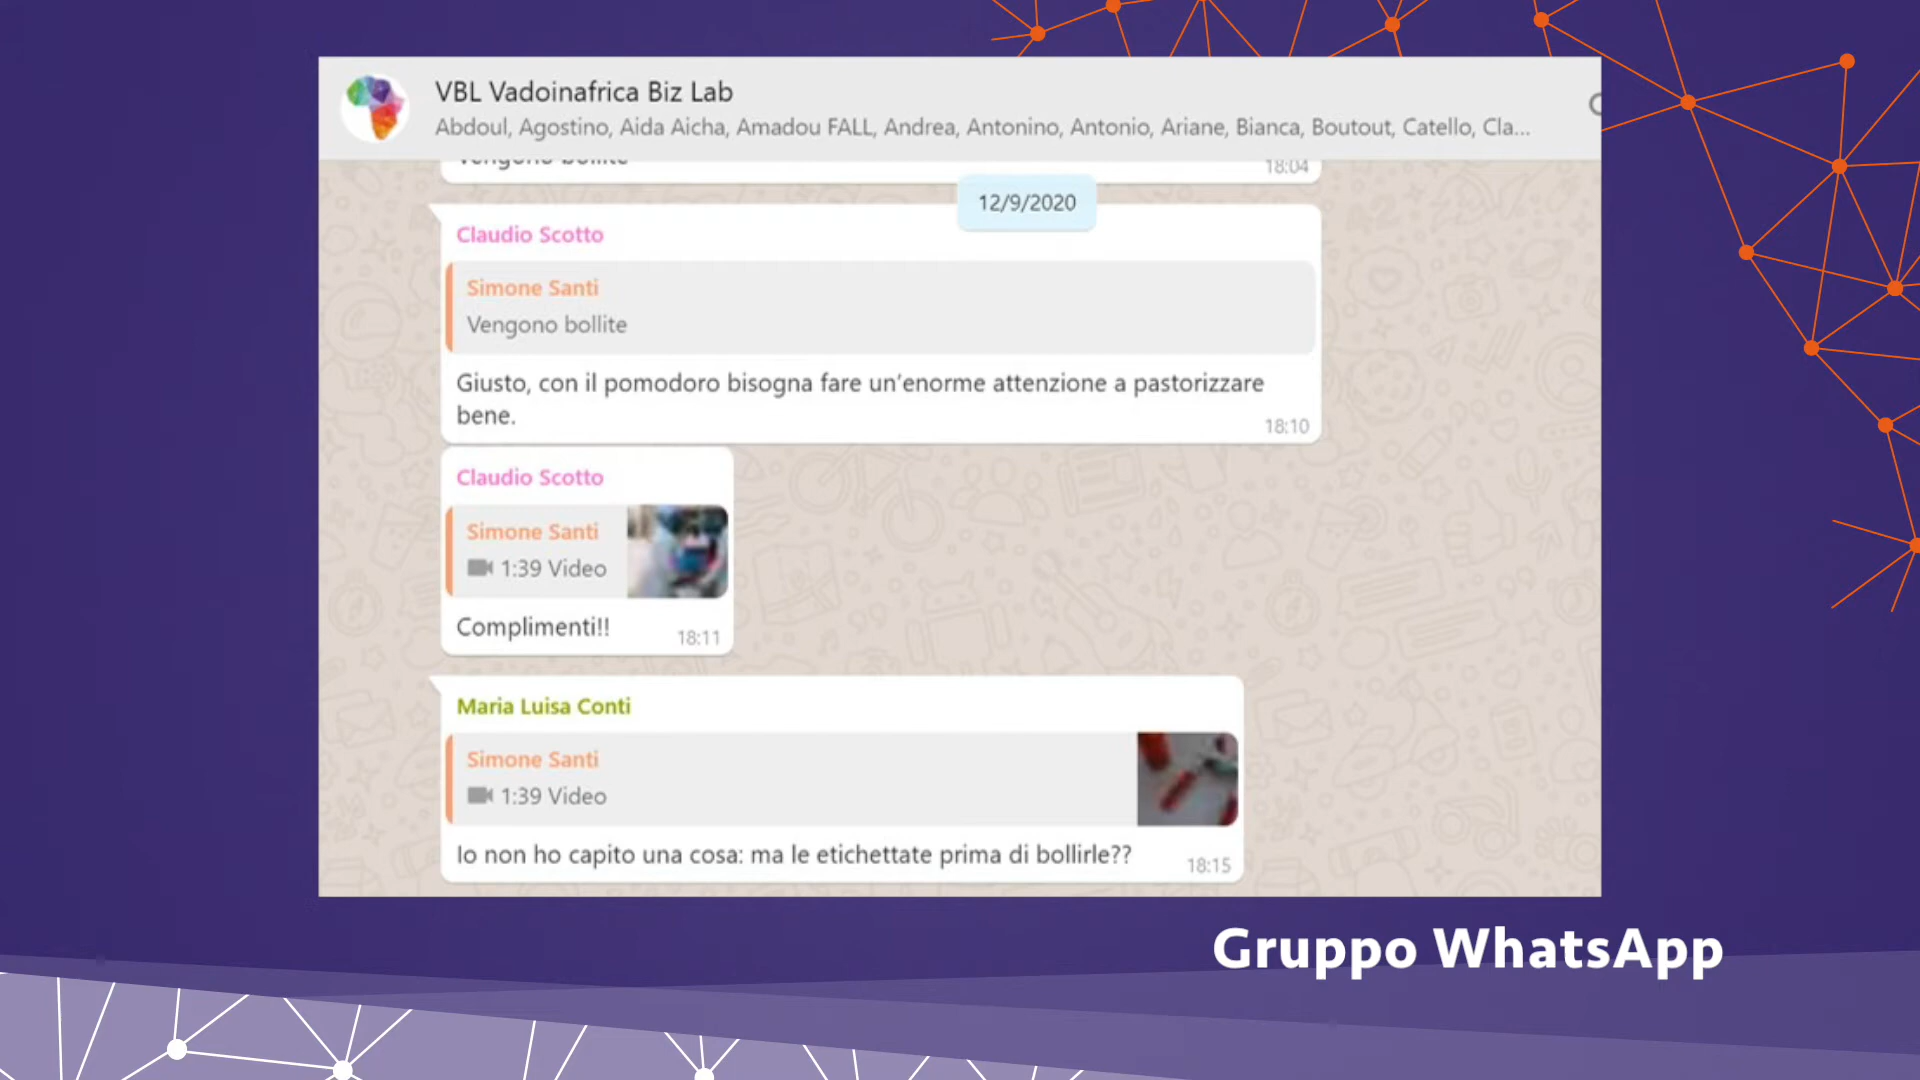 VBL Vadoinafrica Biz Lab
Abdoul, Agostino, Aida Aicha, Amadou FALL, Andrea, Antonino, Antonio, Ariane, Bianca, Boutout, Catello, Cla...
Vengono bollite
18:04
12/9/2020
Claudio Scotto
Simone Santi
Vengono bollite
Giusto, con il pomodoro bisogna fare un'enorme attenzione a pastorizzare
bene.
18:10
Claudio Scotto
Simone Santi
1:39 Video
Complimenti!!
18:11
Maria Luisa Conti
Simone Santi
1:39 Video
Io non ho capito una cosa: ma le etichettate prima di bollirle??
18:15
Gruppo WhatsApp